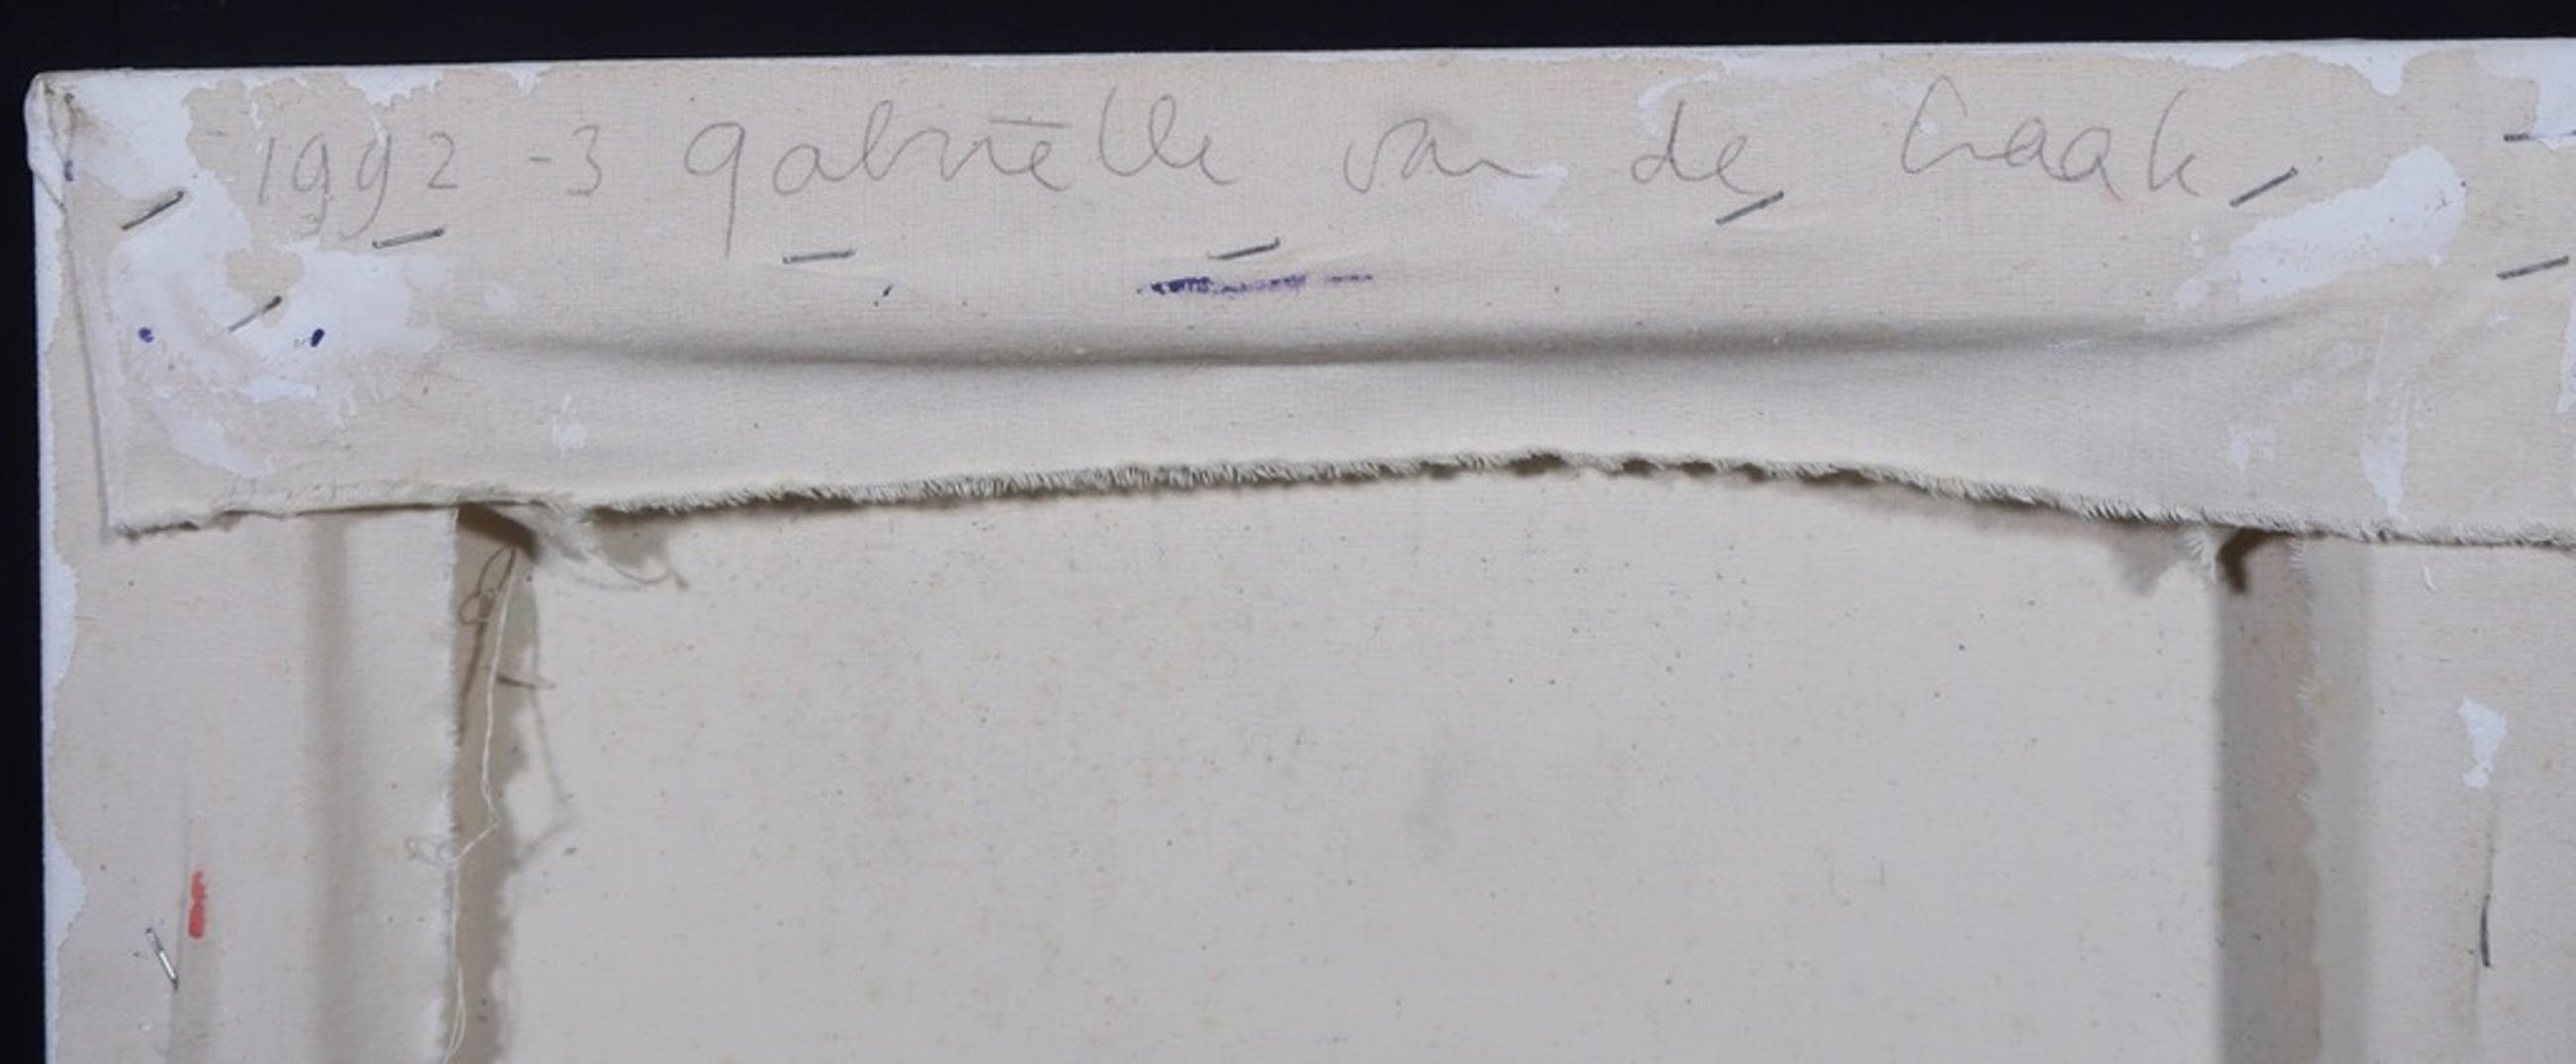 1992 -3 gabriëlle van de Laak